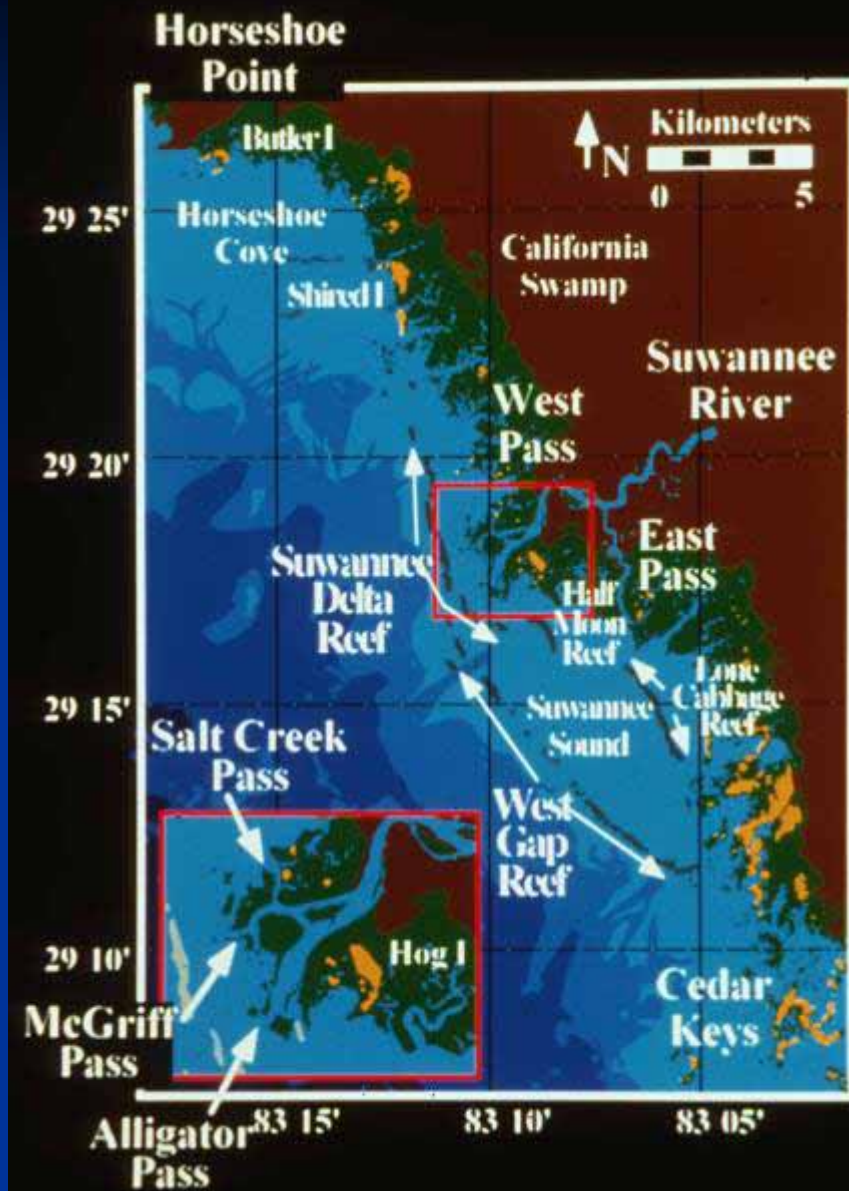 Horseshoe
Point
Butler I
Kilometers
N
0 5
29 25'
Horseshoe
Cove
California
Swamp
Shired I
Suwannee
River
West
Pass
29 20'
East
Pass
Suwannee
Delta
Reef
Half
Moon
Reef
Lone
Cabbage
Reef
29 15'
Suwannee
Sound
Salt Creek
Pass
West
Gap
Reef
29 10'
Hog I
Cedar
Keys
McGriff
Pass
Alligator
Pass
83 15' 83 10' 83 05'